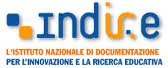 indire
L'ISTITUTO NAZIONALE DI DOCUMENTAZIONE
PER L'INNOVAZIONE E LA RICERCA EDUCATIVA